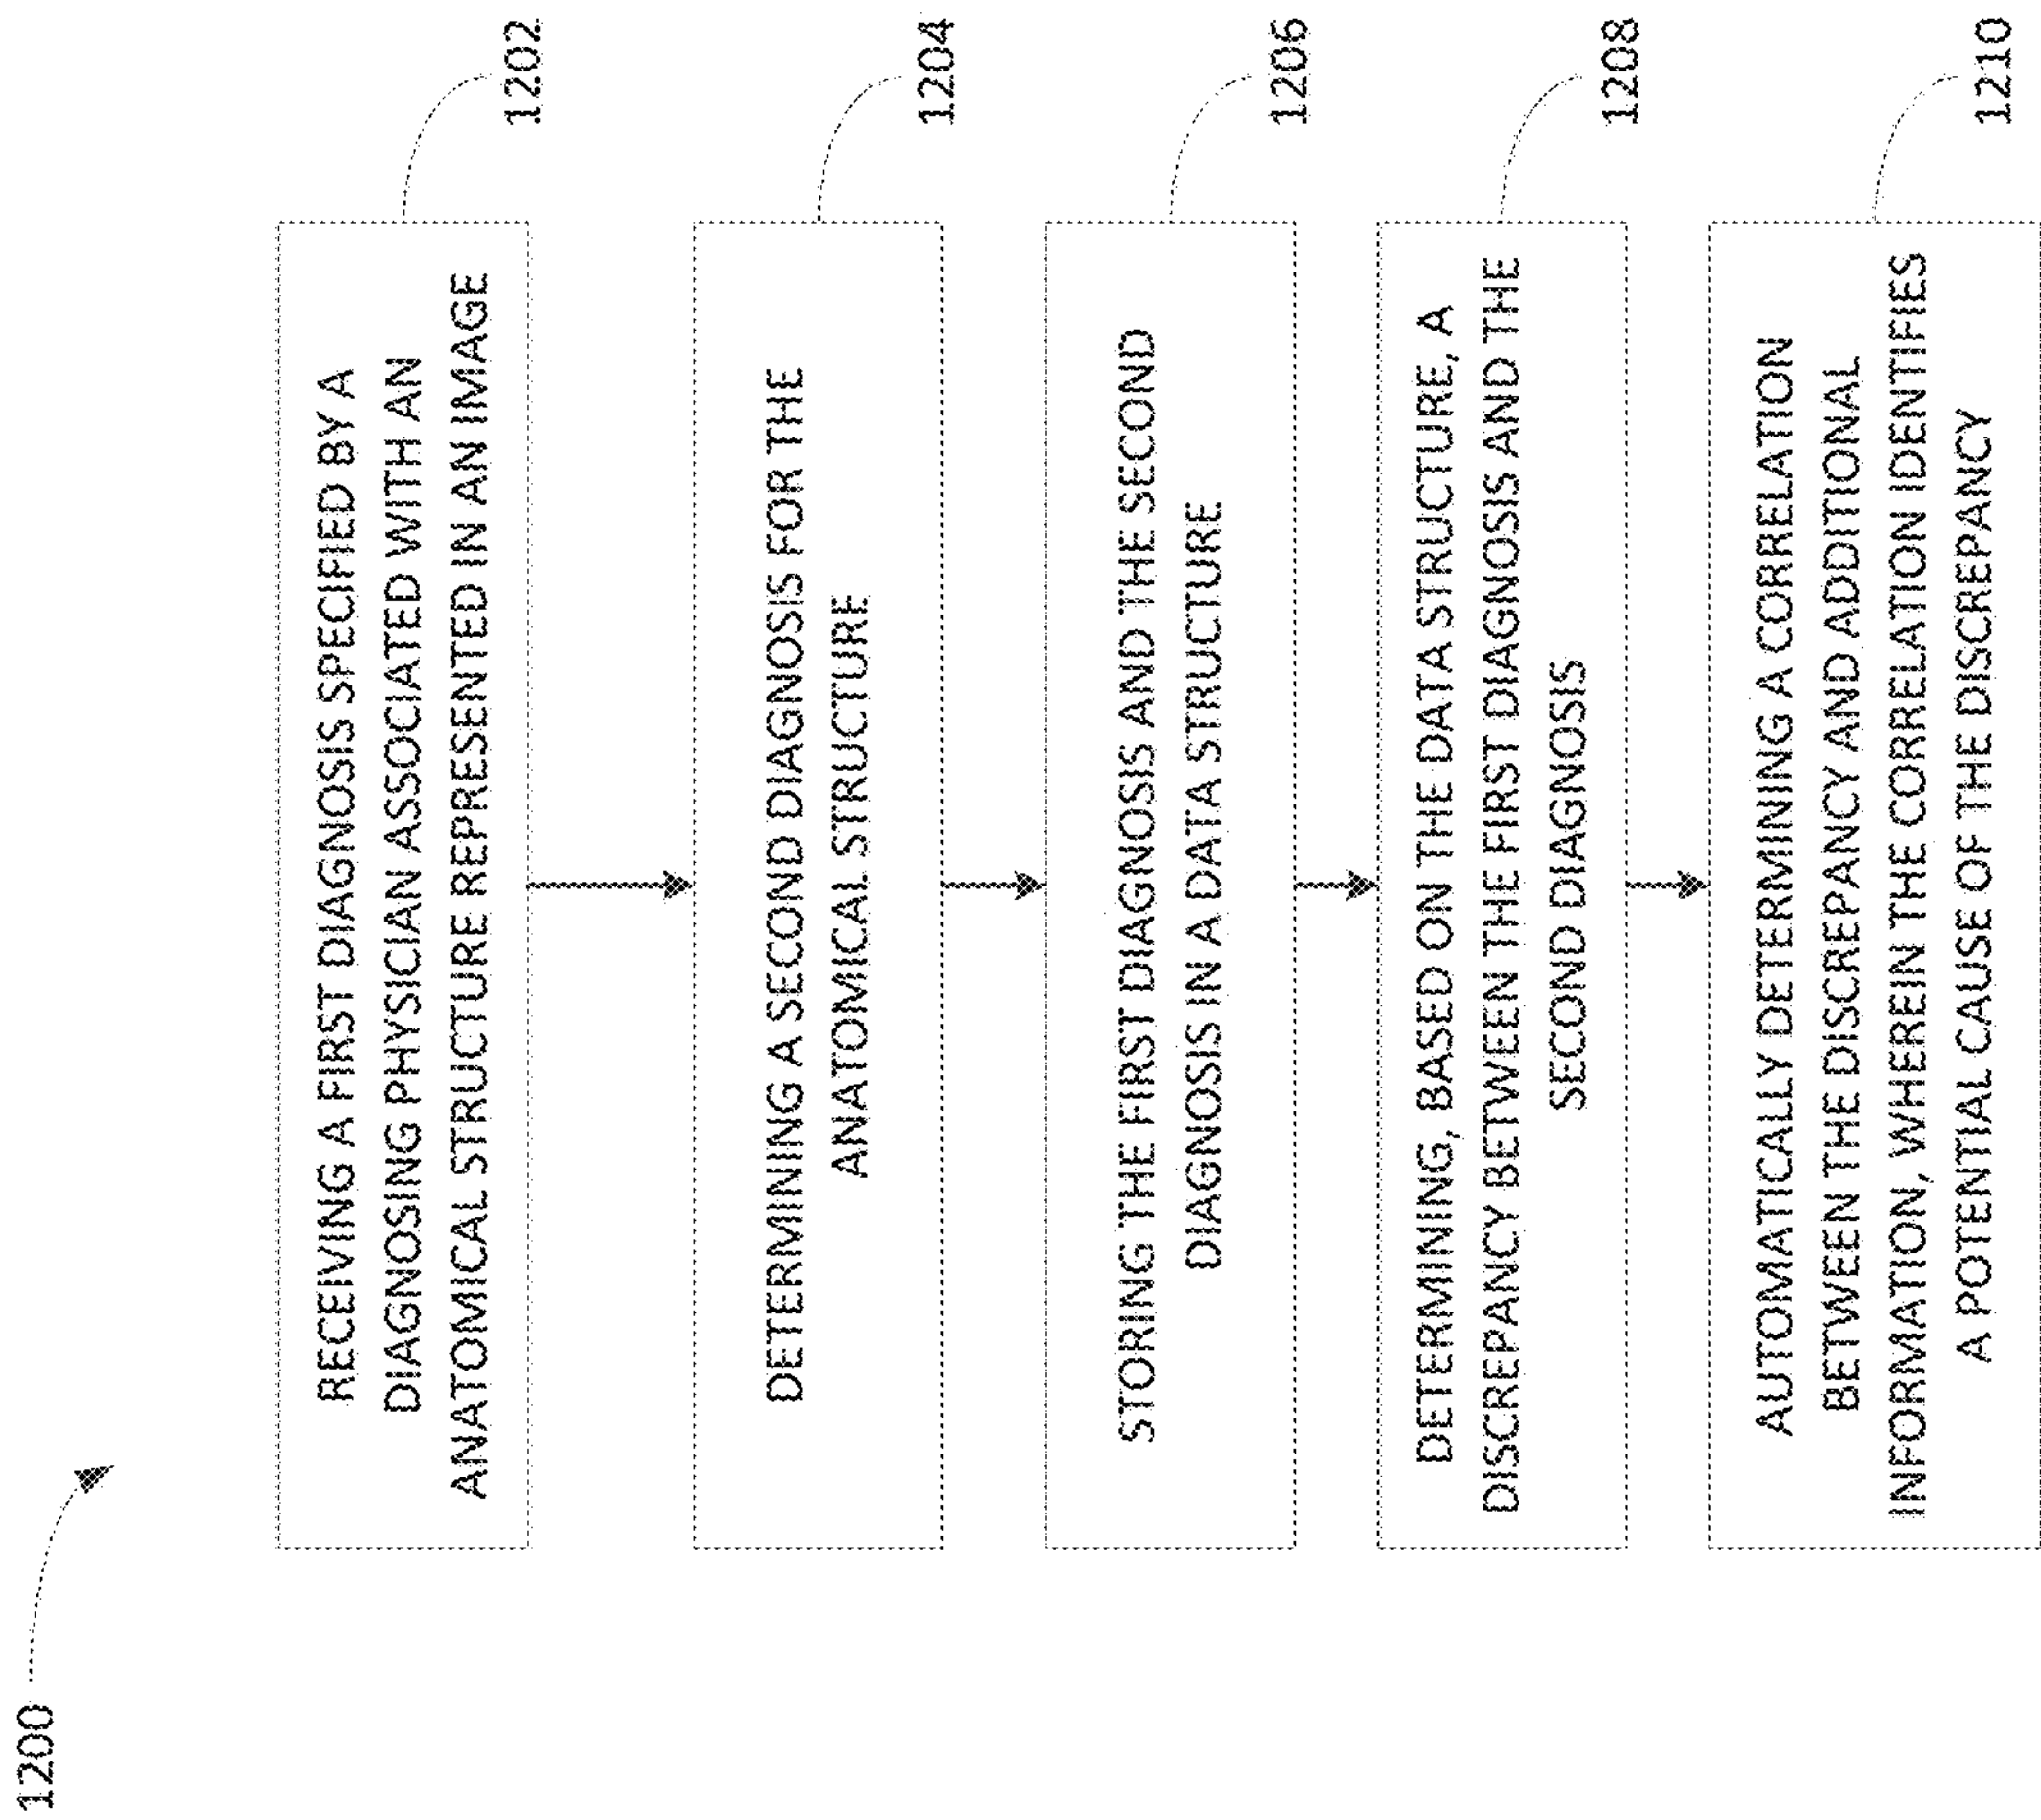 1200
RECEIVING A FIRST DIAGNOSIS SPECIFIED BY A
DIAGNOSING PHYSICIAN ASSOCIATED WITH AN
ANATOMICAL STRUCTURE REPRESENTED IN AN IMAGE
1202
DETERMINING A SECOND DIAGNOSIS FOR THE
ANATOMICAL STRUCTURE
1204
STORING THE FIRST DIAGNOSIS AND THE SECOND
DIAGNOSIS IN A DATA STRUCTURE
1206
DETERMINING, BASED ON THE DATA STRUCTURE, A
DISCREPANCY BETWEEN THE FIRST DIAGNOSIS AND THE
SECOND DIAGNOSIS
1208
AUTOMATICALLY DETERMINING A CORRELATION
BETWEEN THE DISCREPANCY AND ADDITIONAL
INFORMATION, WHEREIN THE CORRELATION IDENTIFIES
A POTENTIAL CAUSE OF THE DISCREPANCY
1210